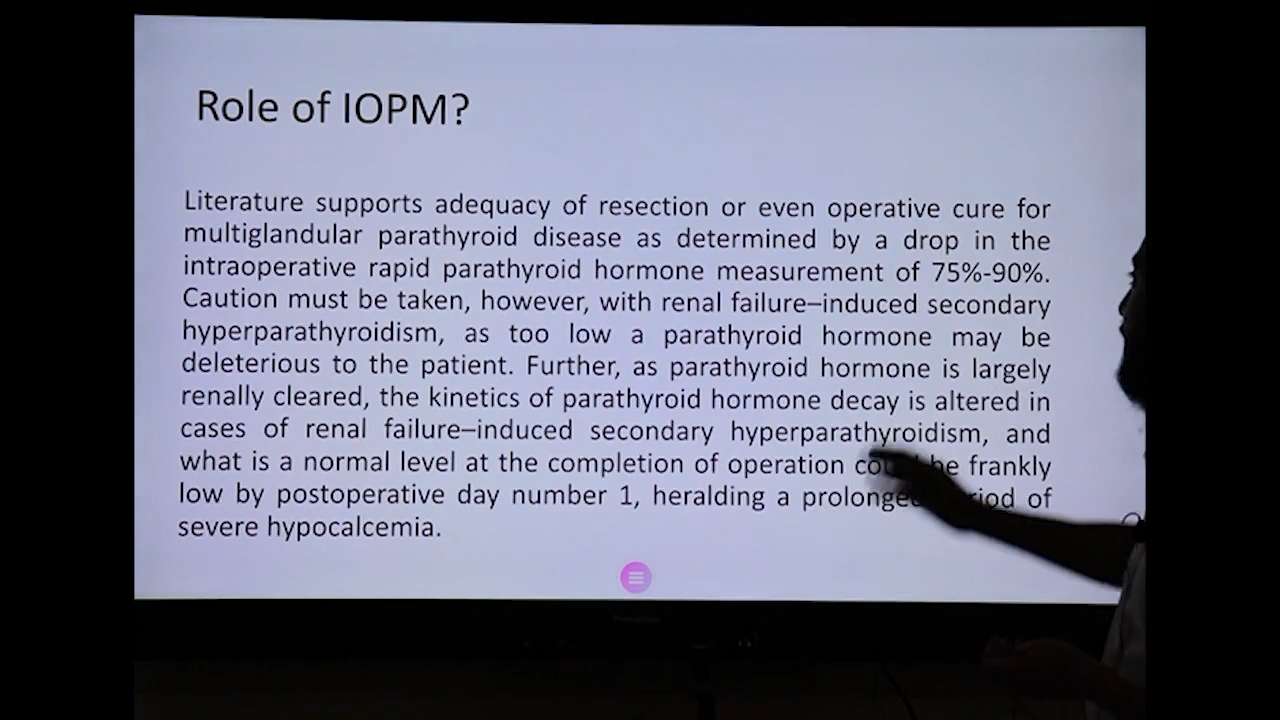 Role of IOPM?
Literature supports adequacy of resection or even operative cure for
multiglandular parathyroid disease as determined by a drop in the
intraoperative rapid parathyroid hormone measurement of 75%-90%.
Caution must be taken, however, with renal failure–induced secondary
hyperparathyroidism, as too low a parathyroid hormone may be
deleterious to the patient. Further, as parathyroid hormone is largely
renally cleared, the kinetics of parathyroid hormone decay is altered in
cases of renal failure–induced secondary hyperparathyroidism, and
what is a normal level at the completion of operation be frankly
low by postoperative day number 1, heralding a of
severe hypocalcemia.